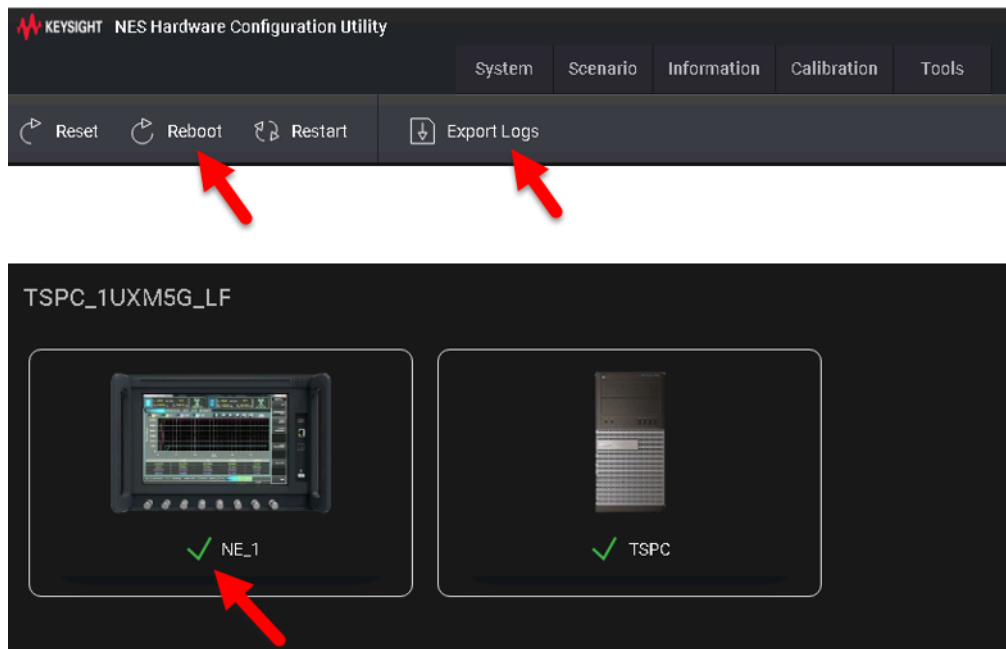 KEYSIGHT NES Hardware Configuration Utility
System Scenario Information Calibration Tools
Reset Reboot Restart Export Logs
TSPC_1UXM5G_LF
NE_1 TSPC